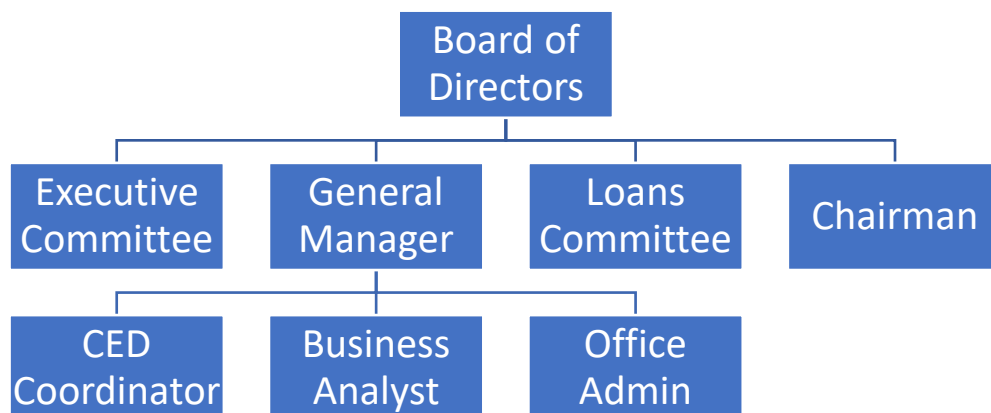 Board of
Directors
Executive
Committee
General
Manager
Loans
Committee
Chairman
CED
Coordinator
Business
Analyst
Office
Admin